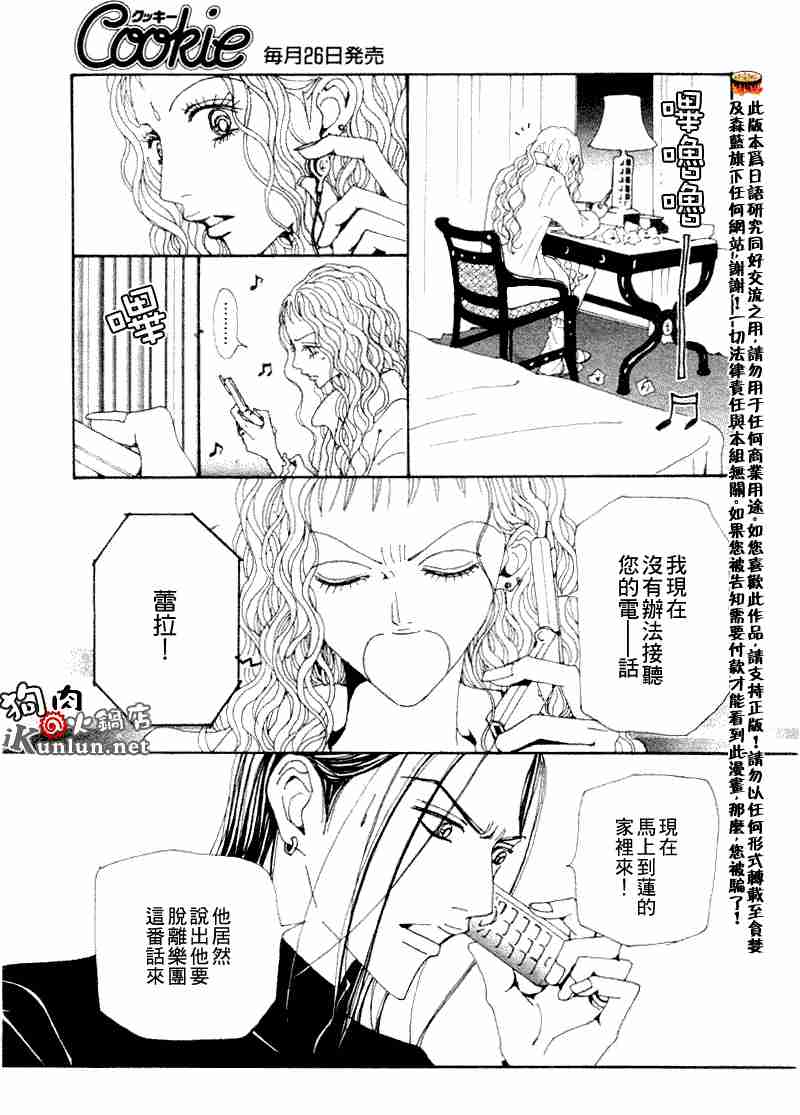 クッキー
Cookie 毎月26日発売
嗶嚕嚕
嗶
……
我現在
沒有辦法接聽
您的電——話
蕾拉！
現在
馬上到蓮的
家裡來！
他居然
說出他要
脫離樂團
這番話來
狗肉
火鍋店
iKunlun.net
此版本爲日語研究同好交流之用，請勿用于任何商業用途。如您喜歡此作品，請支持正版！請勿以任何形式轉載至貪婪
及森藍旗下任何網站，謝謝！一切法律責任與本組無關。如果您被告知需要付款才能看到此漫畫，那麼，您被騙了！